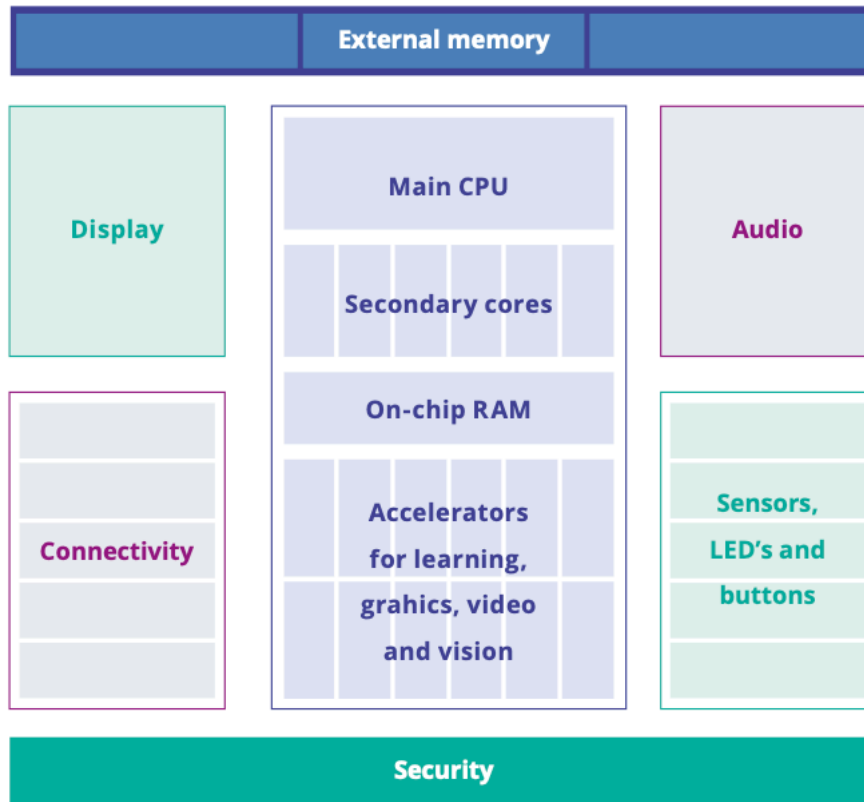 External memory
Display
Main CPU
Secondary cores
On-chip RAM
Accelerators
for learning,
grahics, video
and vision
Audio
Connectivity
Sensors,
LED’s and
buttons
Security